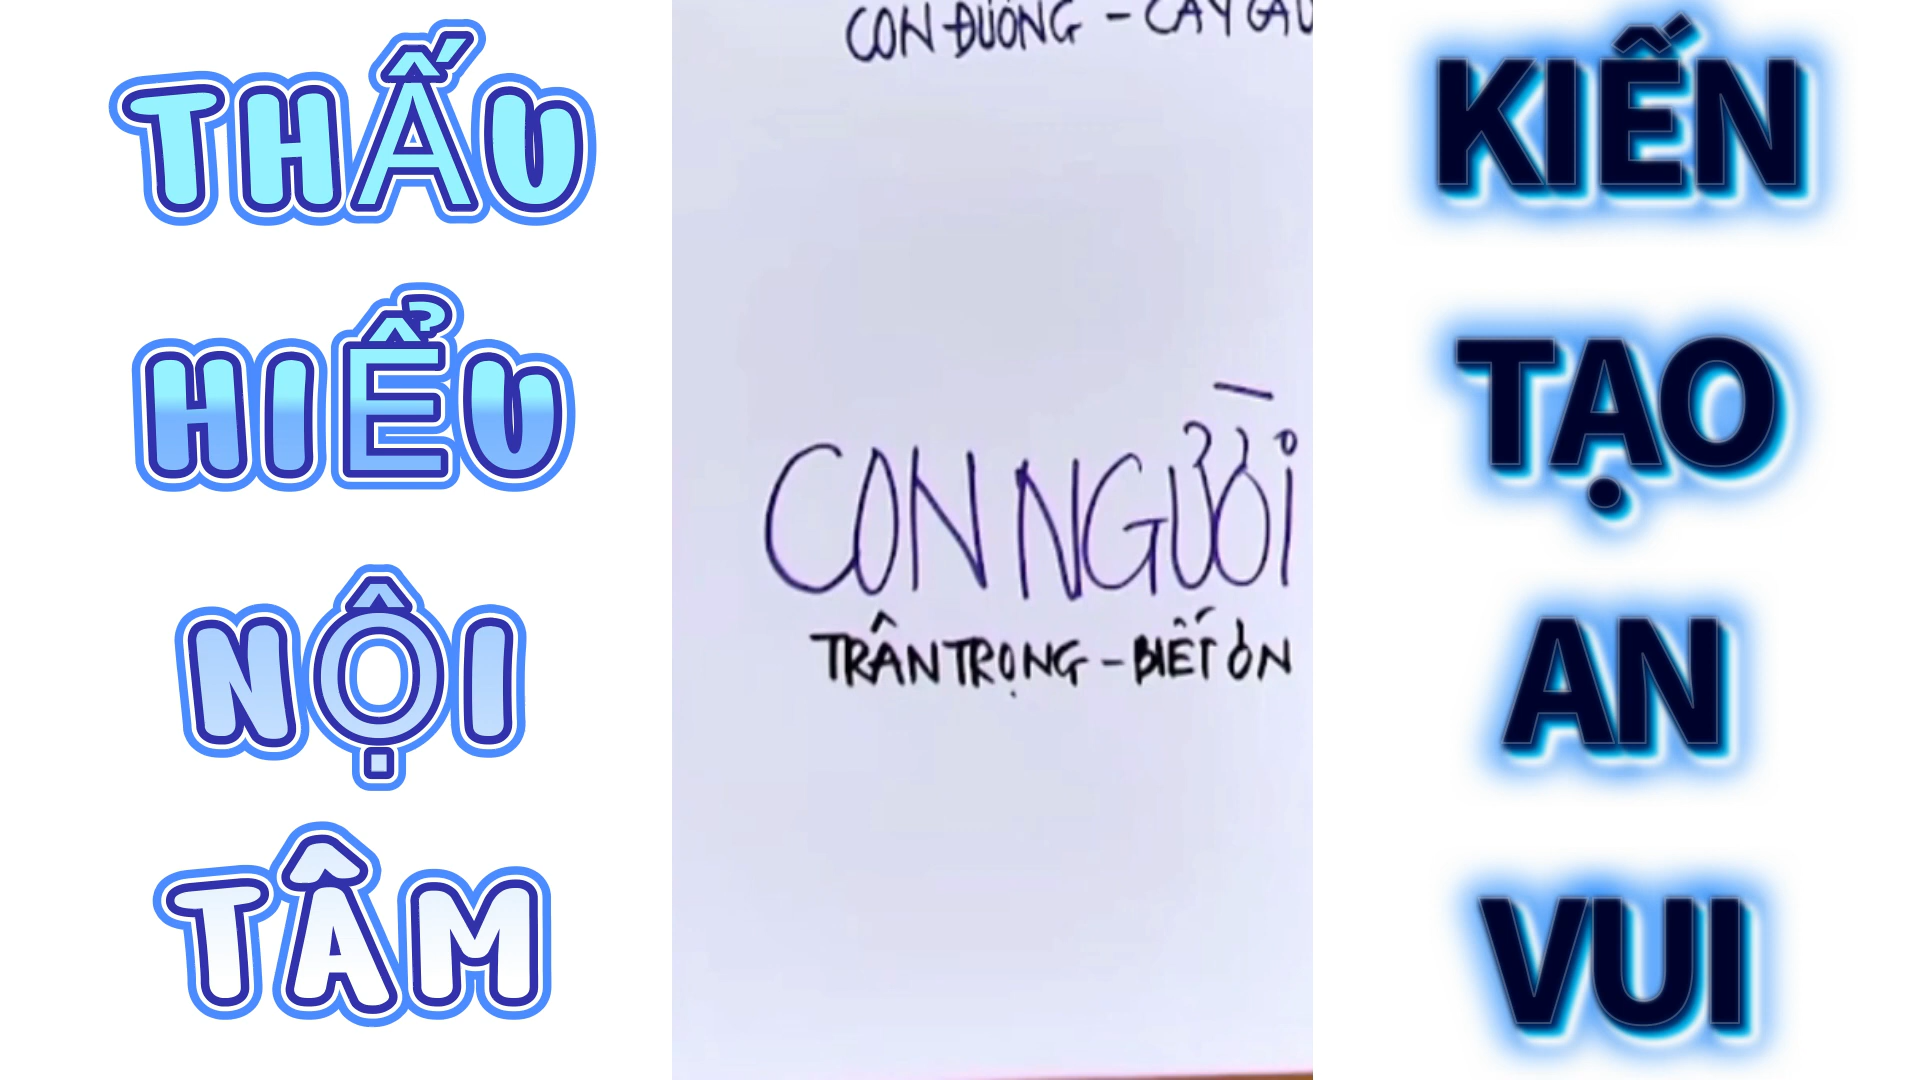 THẤU
HIỂU
NỘI
TÂM
CON ĐƯỜNG - CÂY
CON NGƯỜI
TRÂN TRỌNG - BIẾT ƠN
KIẾN
TẠO
AN
VUI